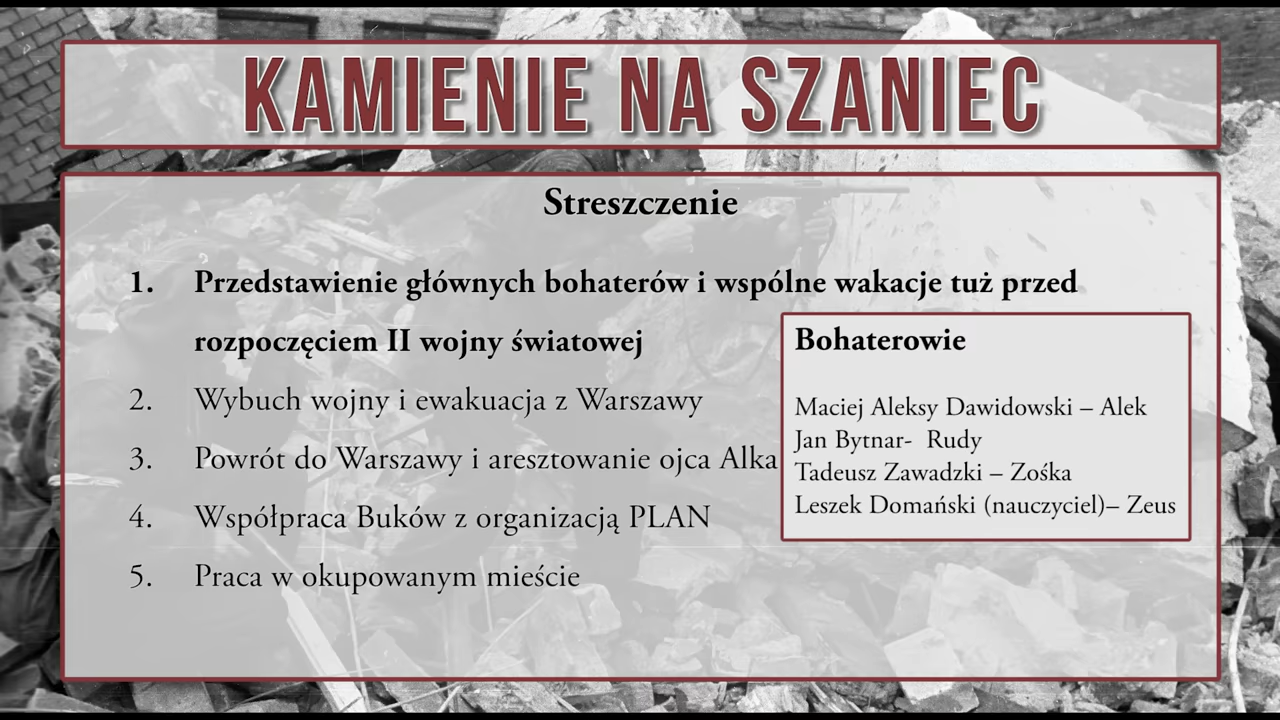 KAMIENIE NA SZANIEC
Streszczenie
1. Przedstawienie głównych bohaterów i wspólne wakacje tuż przed
rozpoczęciem II wojny światowej
2. Wybuch wojny i ewakuacja z Warszawy
3. Powrót do Warszawy i aresztowanie ojca Alka
4. Współpraca Buków z organizacją PLAN
5. Praca w okupowanym mieście
Bohaterowie
Maciej Aleksy Dawidowski – Alek
Jan Bytnar- Rudy
Tadeusz Zawadzki – Zośka
Leszek Domański (nauczyciel)– Zeus